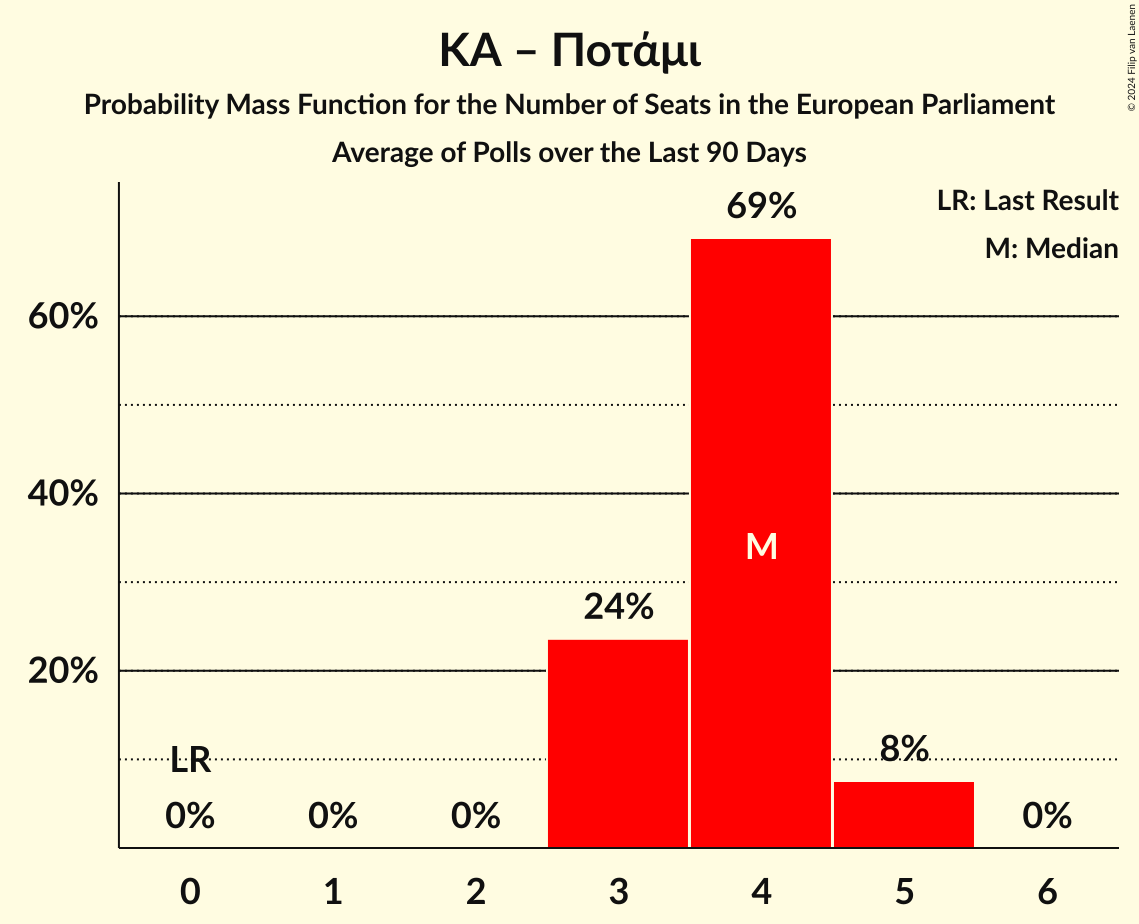 ΚΑ – Ποτάμι
Probability Mass Function for the Number of Seats in the European Parliament
Average of Polls over the Last 90 Days
© 2024 Filip van Laenen
LR: Last Result
M: Median
69%
60%
40%
M
24%
20%
LR
8%
0%
0%
0%
0%
0
1
2
3
4
5
6